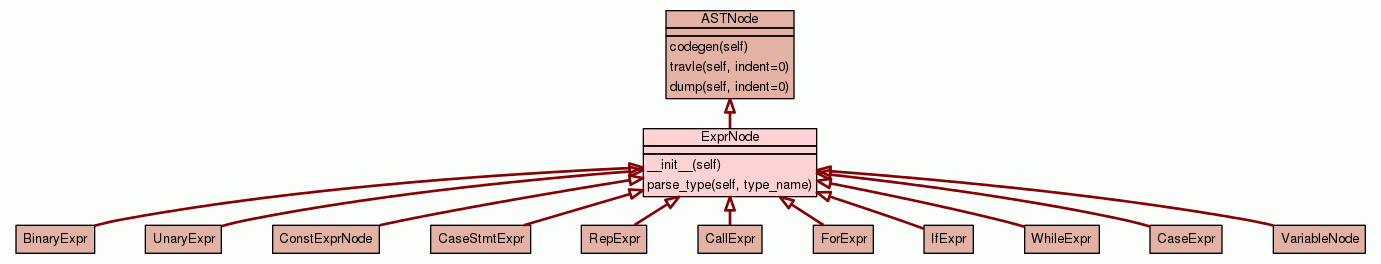 ASTNode
codegen(self)
travle(self, indent=0)
dump(self, indent=0)
ExprNode
__init__(self)
parse_type(self, type_name)
BinaryExpr
UnaryExpr
ConstExprNode
CaseStmtExpr
RepExpr
CallExpr
ForExpr
IfExpr
WhileExpr
CaseExpr
VariableNode